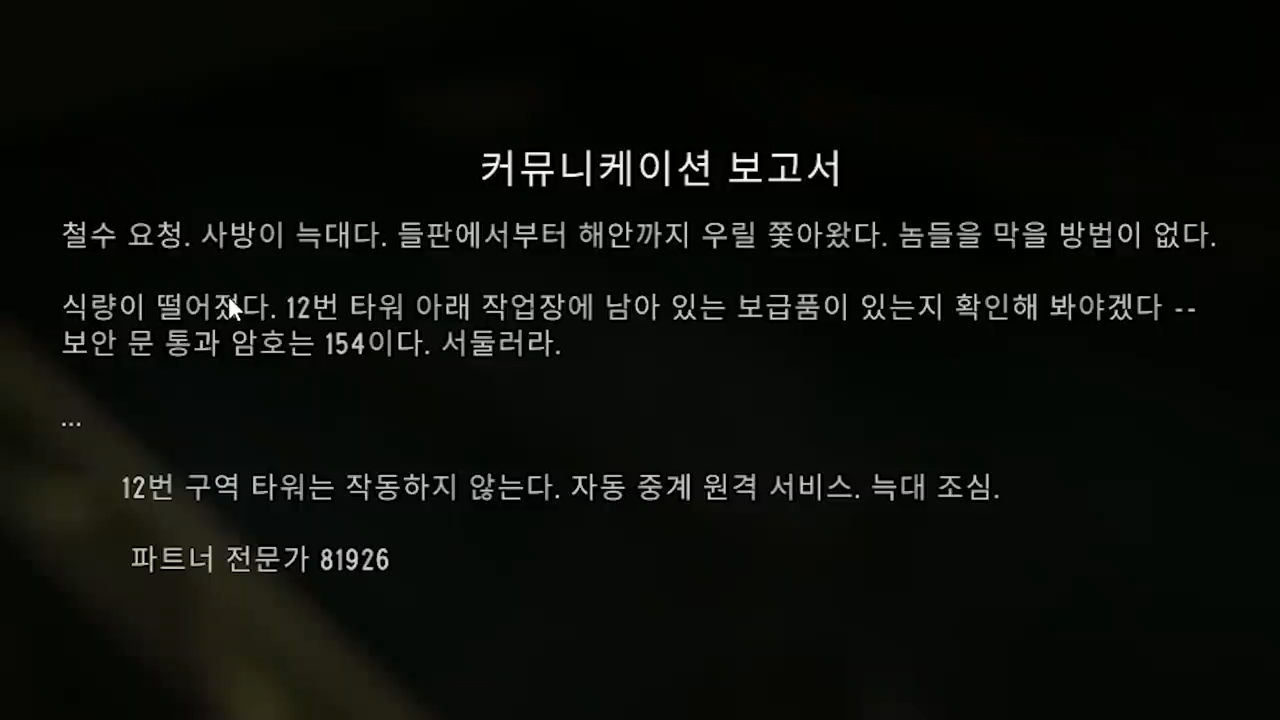 커뮤니케이션 보고서
철수 요청. 사방이 늑대다. 들판에서부터 해안까지 우릴 쫓아왔다. 놈들을 막을 방법이 없다.
식량이 떨어졌다. 12번 타워 아래 작업장에 남아 있는 보급품이 있는지 확인해 봐야겠다 --
보안 문 통과 암호는 154이다. 서둘러라.
...
12번 구역 타워는 작동하지 않는다. 자동 중계 원격 서비스. 늑대 조심.
파트너 전문가 81926